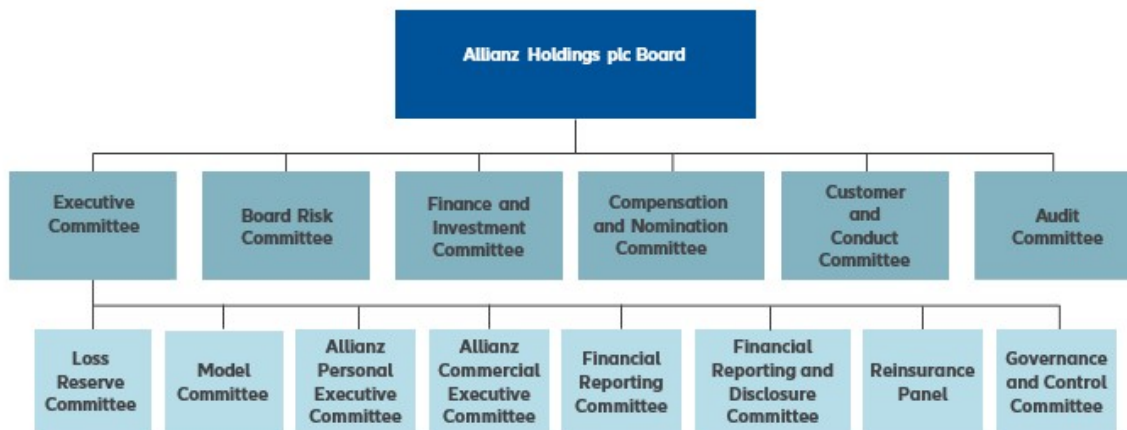 Allianz Holdings plc Board
Executive
Committee
Board Risk
Committee
Finance and
Investment
Committee
Compensation
and Nomination
Committee
Customer
and
Conduct
Committee
Audit
Committee
Loss
Reserve
Committee
Model
Committee
Allianz
Personal
Executive
Committee
Allianz
Commercial
Executive
Committee
Financial
Reporting
Committee
Financial
Reporting and
Disclosure
Committee
Reinsurance
Panel
Governance
and Control
Committee